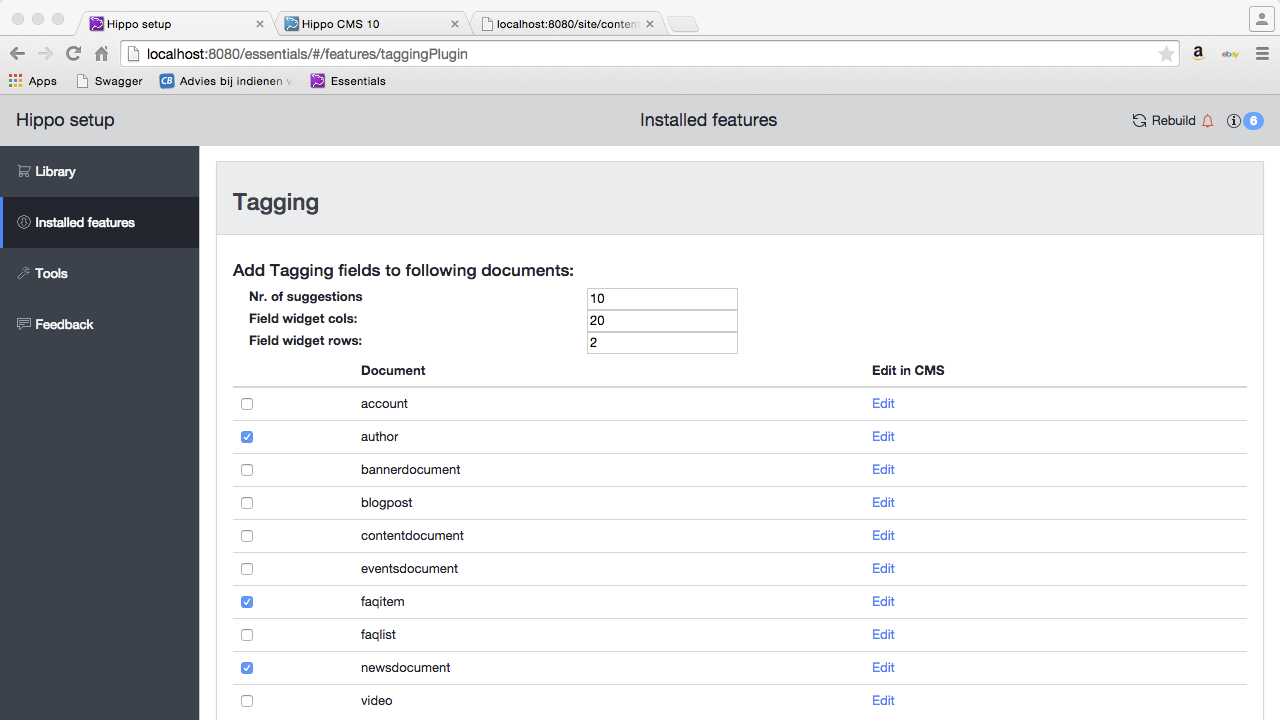 Hippo setup
Hippo CMS 10
localhost:8080/site/conten
localhost:8080/essentials/#/features/taggingPlugin
a
ebay
Apps
Swagger
CB
Advies bij indienen v
Essentials
Hippo setup
Installed features
Rebuild
6
Library
Installed features
Tools
Feedback
Tagging
Add Tagging fields to following documents:
Nr. of suggestions 10
Field widget cols: 20
Field widget rows: 2
Document Edit in CMS
account Edit
author Edit
bannerdocument Edit
blogpost Edit
contentdocument Edit
eventsdocument Edit
faqitem Edit
faqlist Edit
newsdocument Edit
video Edit